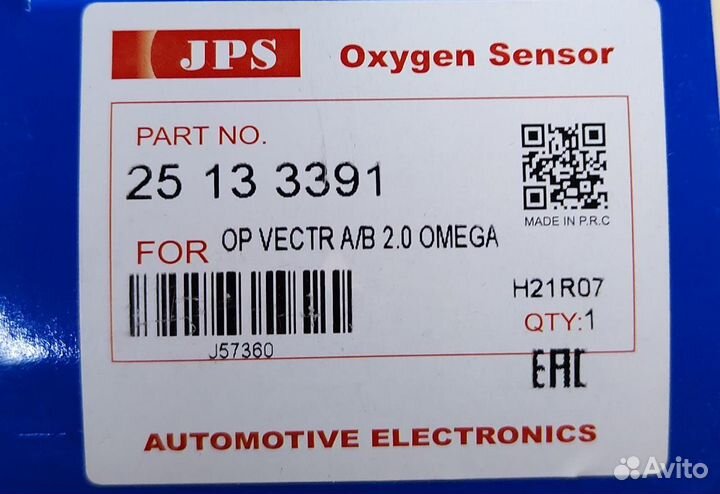 JPS
Oxygen Sensor
PART NO.
25 13 3391
MADE IN P.R.C
FOR OP VECTR A/B 2.0 OMEGA
H21R07
QTY:1
J57360
EAC
AUTOMOTIVE ELECTRONICS
Avito